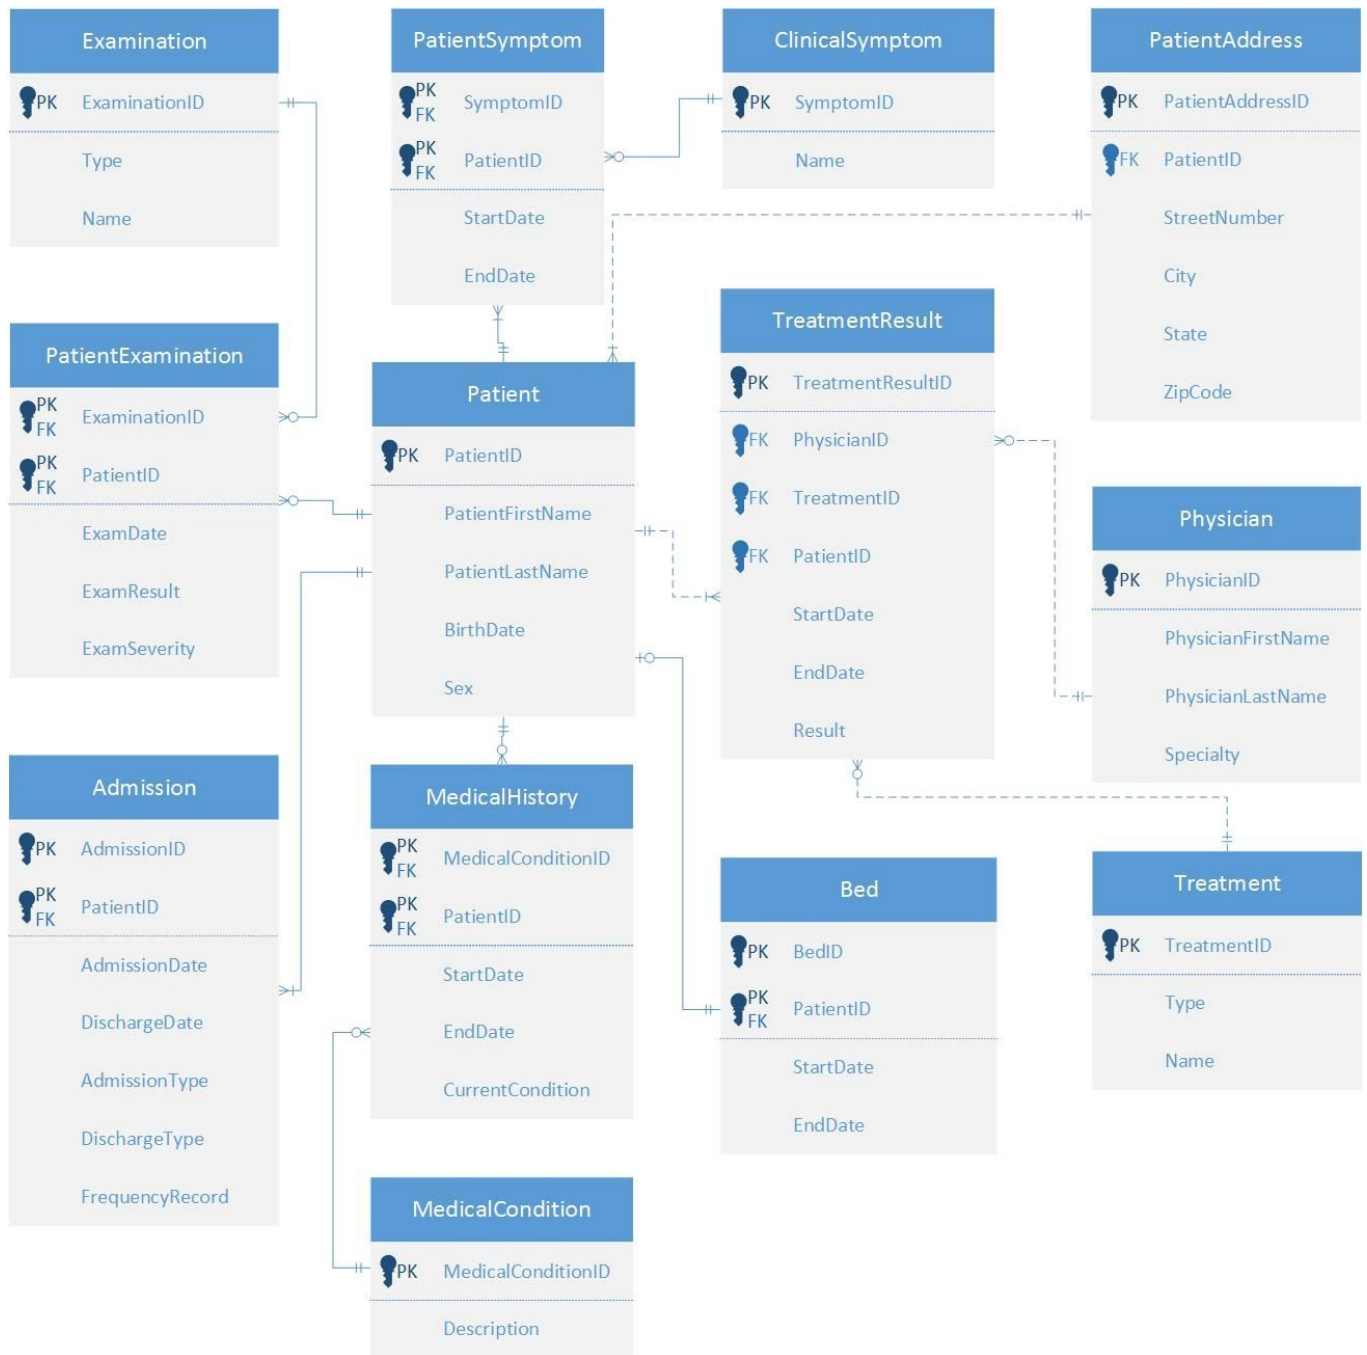 Examination
PK ExaminationID
Type
Name
PatientSymptom
PK
FK SymptomID
PK
FK PatientID
StartDate
EndDate
ClinicalSymptom
PK SymptomID
Name
PatientAddress
PK PatientAddressID
FK PatientID
StreetNumber
City
State
ZipCode
PatientExamination
PK
FK ExaminationID
PK
FK PatientID
ExamDate
ExamResult
ExamSeverity
Patient
PK PatientID
PatientFirstName
PatientLastName
BirthDate
Sex
TreatmentResult
PK TreatmentResultID
FK PhysicianID
FK TreatmentID
FK PatientID
StartDate
EndDate
Result
Physician
PK PhysicianID
PhysicianFirstName
PhysicianLastName
Specialty
Admission
PK AdmissionID
PK
FK PatientID
AdmissionDate
DischargeDate
AdmissionType
DischargeType
FrequencyRecord
MedicalHistory
PK
FK MedicalConditionID
PK
FK PatientID
StartDate
EndDate
CurrentCondition
Bed
PK BedID
PK
FK PatientID
StartDate
EndDate
Treatment
PK TreatmentID
Type
Name
MedicalCondition
PK MedicalConditionID
Description